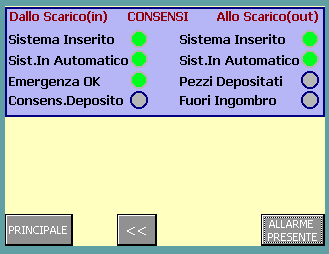 Dallo Scarico(in) CONSENSI Allo Scarico(out)
Sistema Inserito Sistema Inserito
Sist.In Automatico Sist.In Automatico
Emergenza OK Pezzi Depositati
Consens.Deposito Fuori Ingombro
PRINCIPALE << ALLARME
PRESENTE